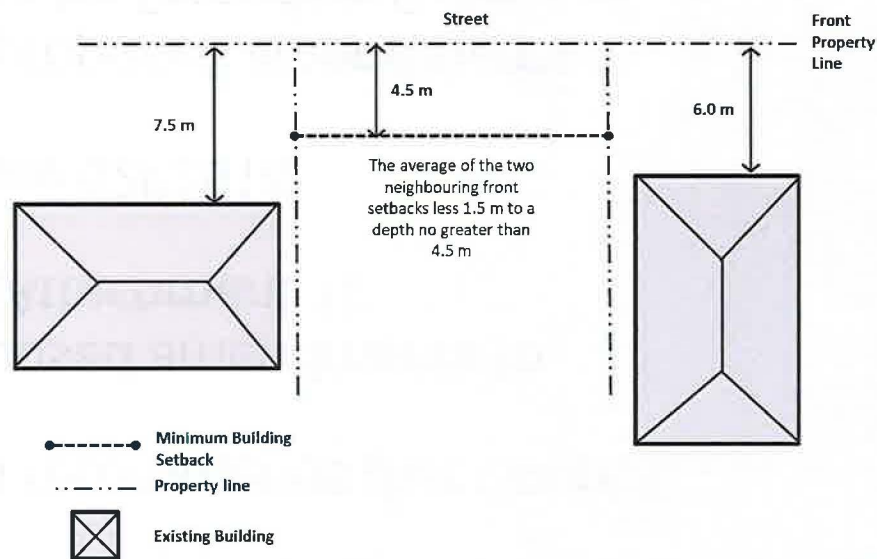 Street
Front
Property
Line
4.5 m
7.5 m
6.0 m
The average of the two
neighbouring front
setbacks less 1.5 m to a
depth no greater than
4.5 m
Minimum Building
Setback
Property line
Existing Building